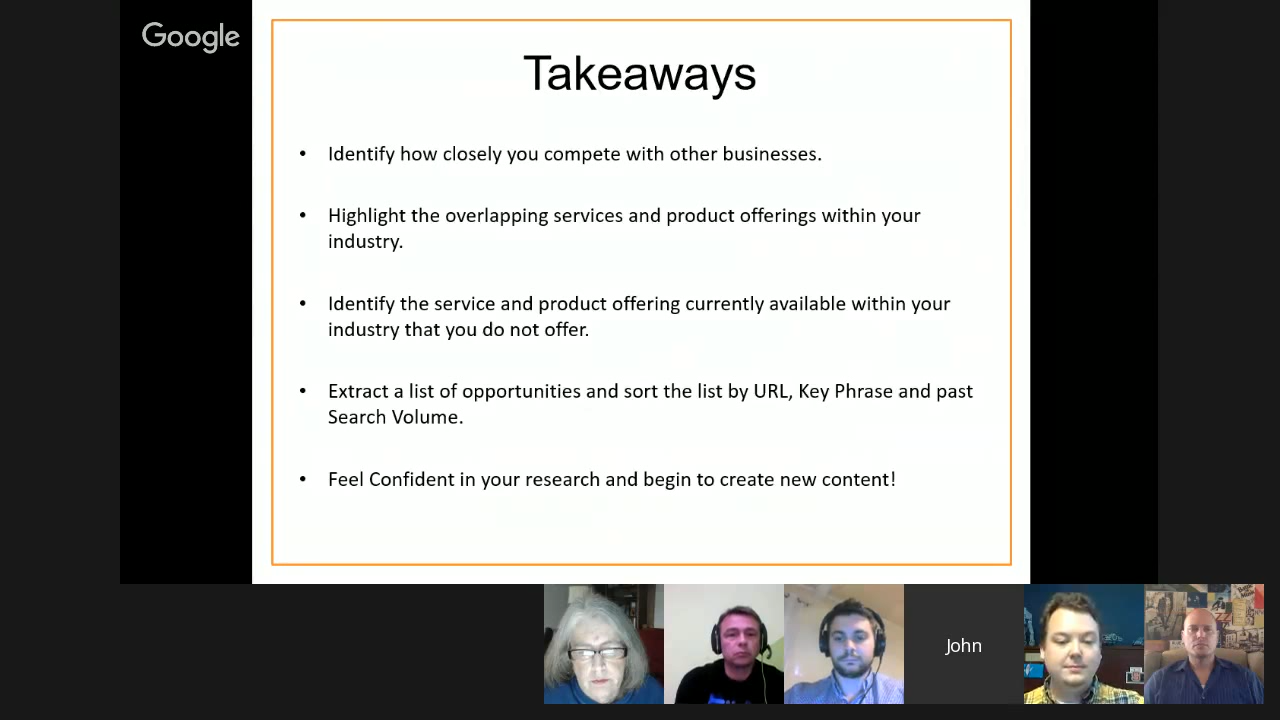 Google
Takeaways
• Identify how closely you compete with other businesses.
• Highlight the overlapping services and product offerings within your
industry.
• Identify the service and product offering currently available within your
industry that you do not offer.
• Extract a list of opportunities and sort the list by URL, Key Phrase and past
Search Volume.
• Feel Confident in your research and begin to create new content!
John